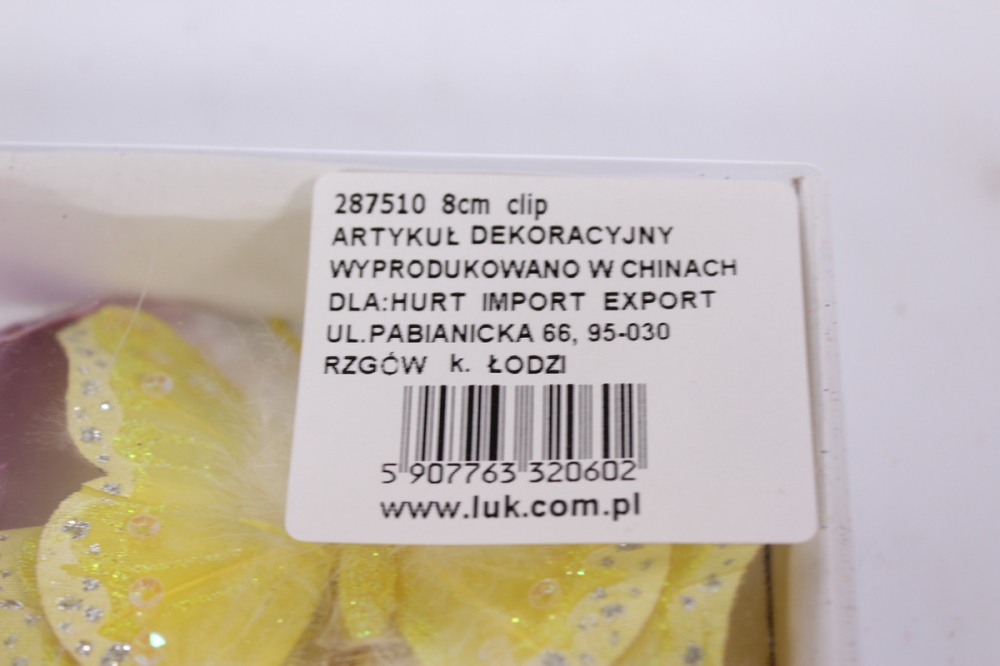 287510 8cm clip
ARTYKUŁ DEKORACYJNY
WYPRODUKOWANO W CHINACH
DLA:HURT IMPORT EXPORT
UL.PABIANICKA 66, 95-030
RZGÓW k. ŁODZI
5 907763 320602
www.luk.com.pl